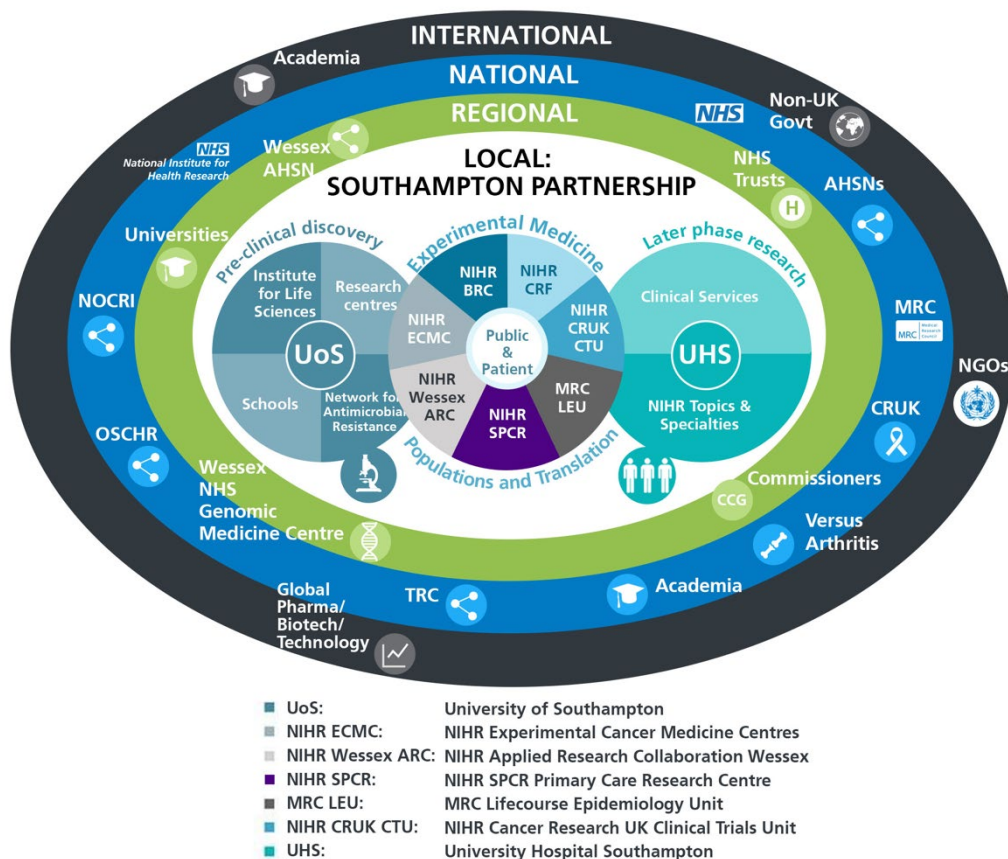 INTERNATIONAL
Academia
NATIONAL
REGIONAL
NHS
National Institute for
Health Research
NHS
Non-UK
Govt
Wessex
AHSN
LOCAL:
SOUTHAMPTON PARTNERSHIP
NHS
Trusts
H
AHSNs
Universities
NOCRI
Pre-clinical discovery
Experimental Medicine
Later phase research
Institute
for Life
Sciences
Research
centres
UoS
Schools
Network for
Antimicrobial
Resistance
NIHR
BRC
NIHR
CRF
NIHR
ECMC
NIHR
CRUK
CTU
Public
&
Patient
NIHR
Wessex
ARC
NIHR
SPCR
MRC
LEU
Populations and Translation
Clinical Services
UHS
NIHR Topics &
Specialties
MRC
MRC
Medical
Research
Council
NGOs
CRUK
OSCHR
Wessex
NHS
Genomic
Medicine Centre
Commissioners
CCG
Versus
Arthritis
Academia
TRC
Global
Pharma/
Biotech/
Technology
UoS: University of Southampton
NIHR ECMC: NIHR Experimental Cancer Medicine Centres
NIHR Wessex ARC: NIHR Applied Research Collaboration Wessex
NIHR SPCR: NIHR SPCR Primary Care Research Centre
MRC LEU: MRC Lifecourse Epidemiology Unit
NIHR CRUK CTU: NIHR Cancer Research UK Clinical Trials Unit
UHS: University Hospital Southampton